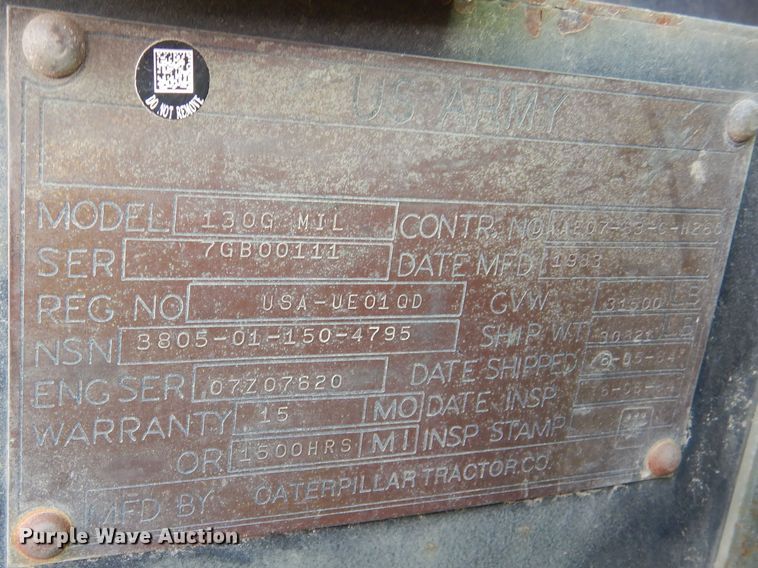 DO NOT REMOVE
US ARMY
MODEL 130G MIL CONTR. NO
SER 7GB00111 DATE MFD 1983
REG NO USA-UE01QD GVW 31500 LB
NSN 3805-01-150-4795 SHIP WT LB
ENG SER 07Z07620 DATE SHIPPED
WARRANTY 15 MO DATE INSP
OR 1500HRS MI INSP STAMP
MFD BY CATERPILLAR TRACTOR CO.
Purple Wave Auction